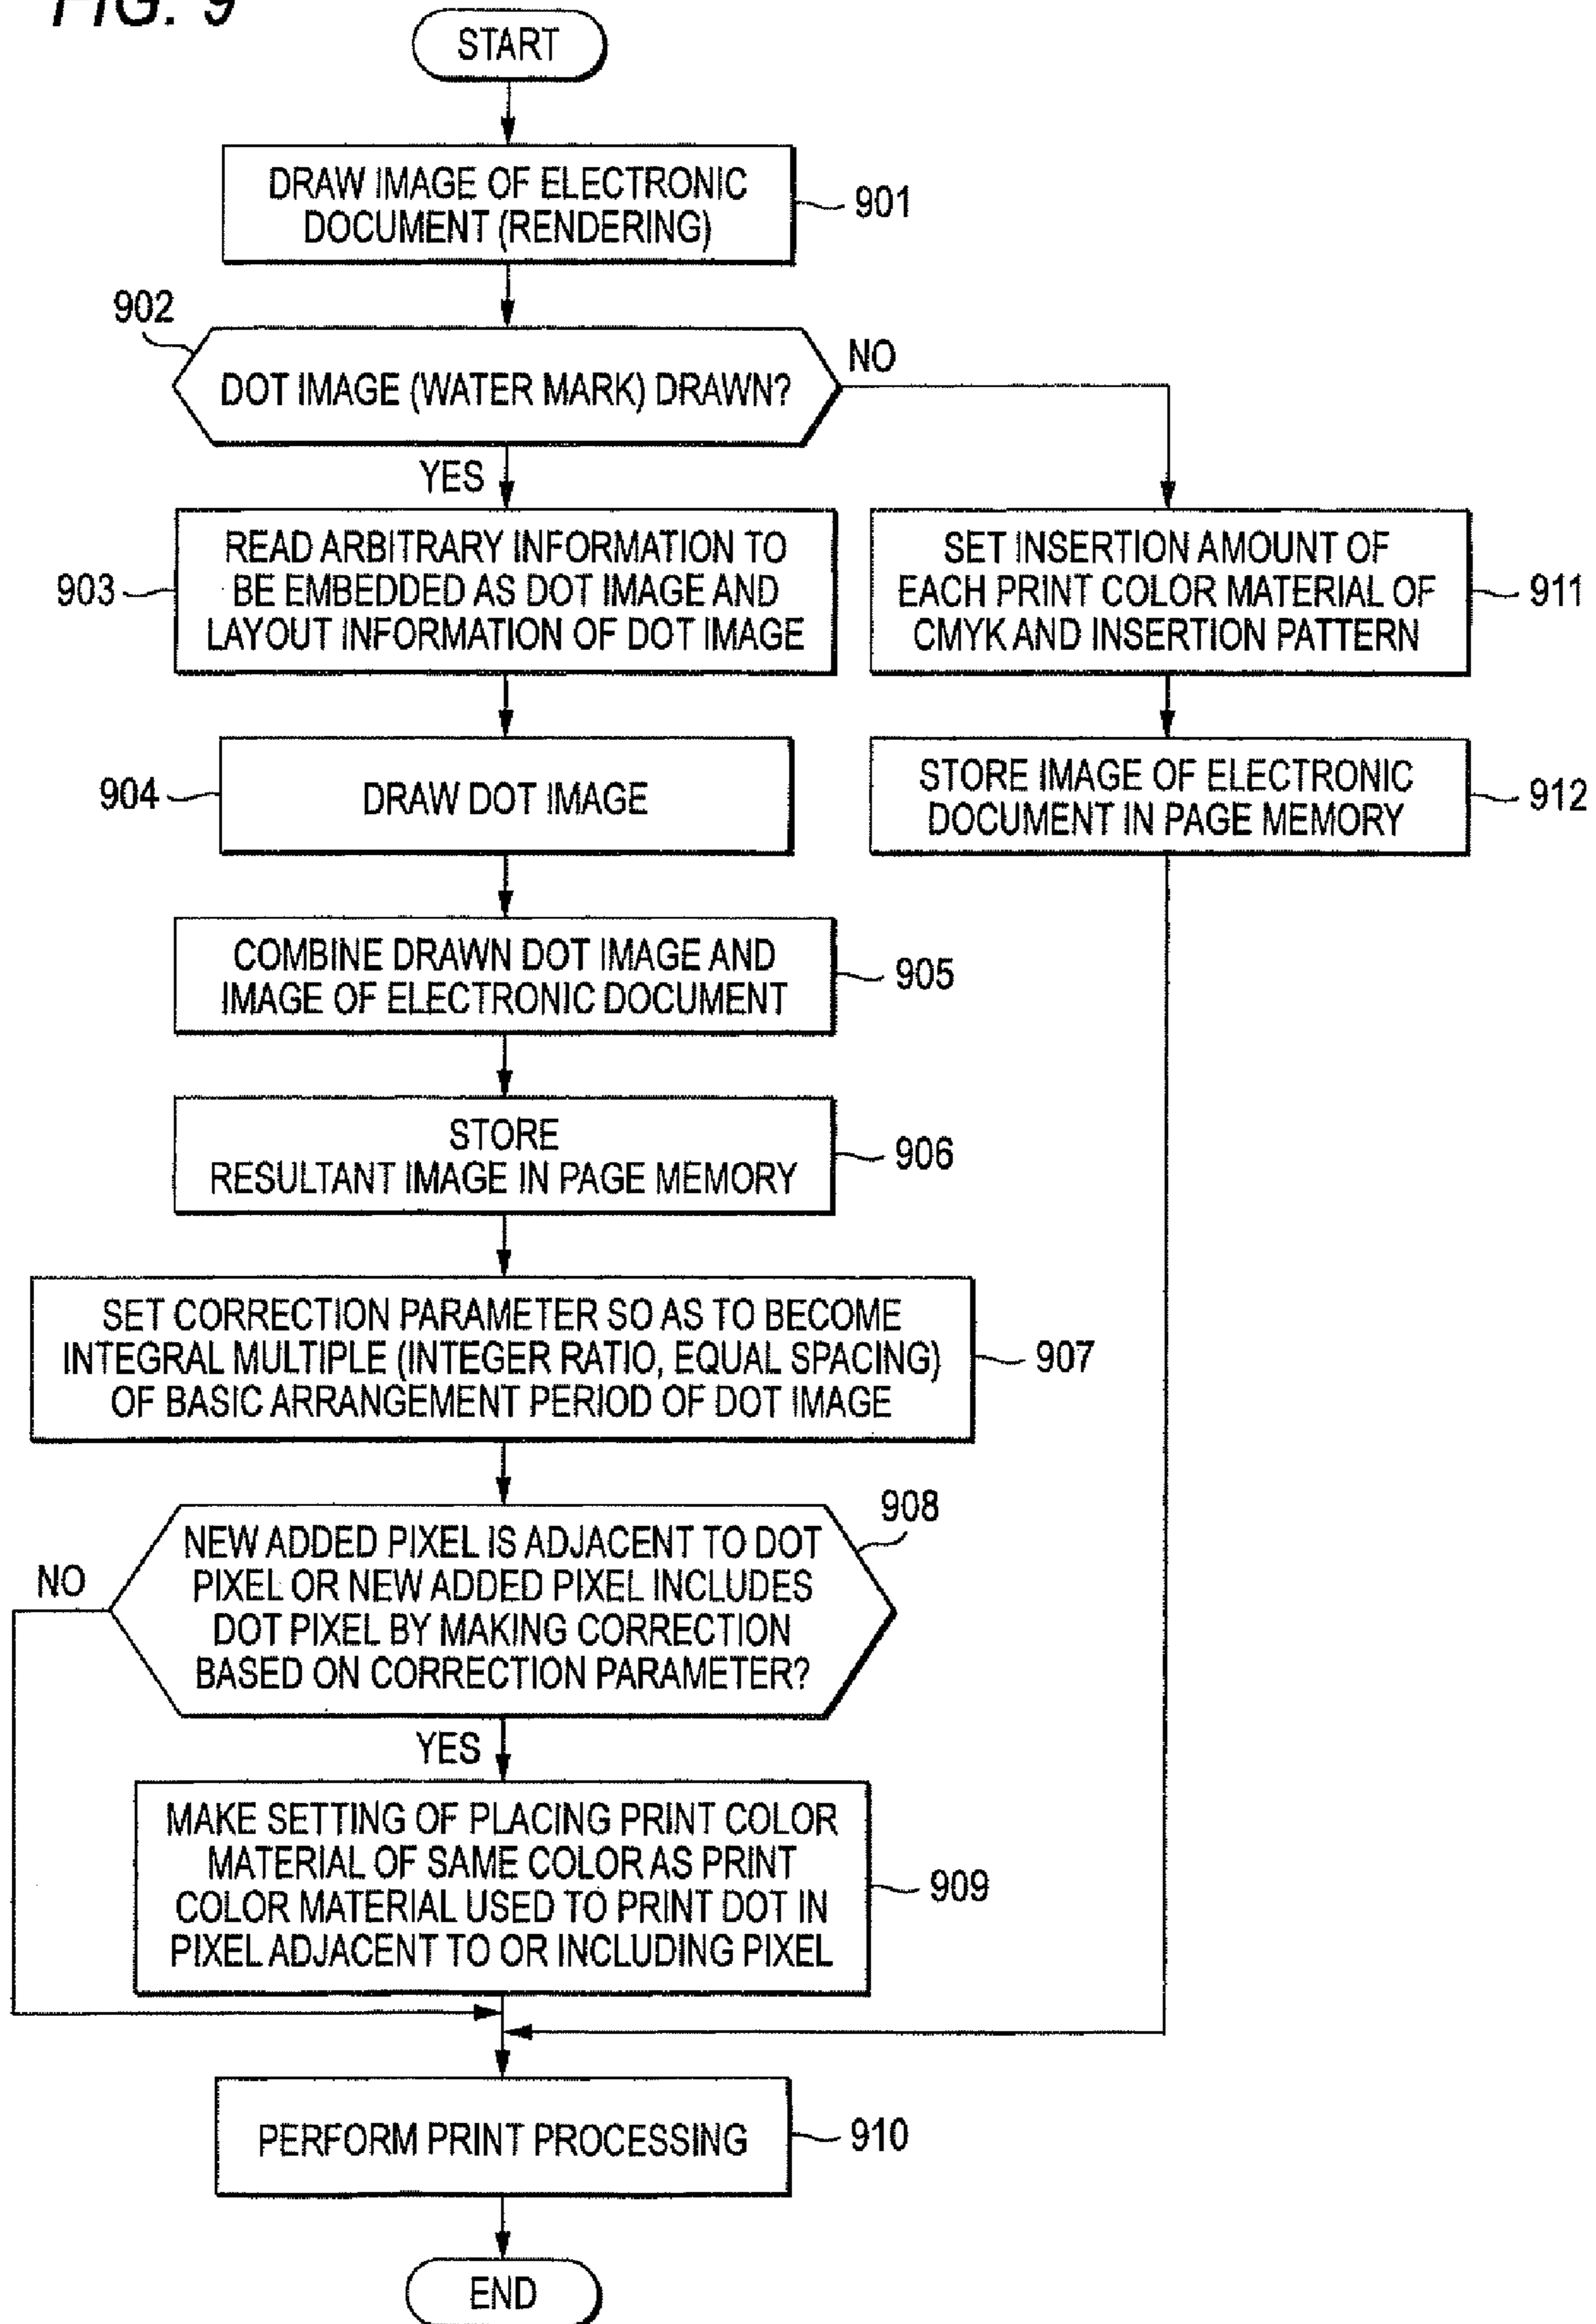 FIG. 9
START
DRAW IMAGE OF ELECTRONIC
DOCUMENT (RENDERING)
901
902
DOT IMAGE (WATER MARK) DRAWN?
NO
YES
903
READ ARBITRARY INFORMATION TO
BE EMBEDDED AS DOT IMAGE AND
LAYOUT INFORMATION OF DOT IMAGE
SET INSERTION AMOUNT OF
EACH PRINT COLOR MATERIAL OF
CMYK AND INSERTION PATTERN
911
904
DRAW DOT IMAGE
STORE IMAGE OF ELECTRONIC
DOCUMENT IN PAGE MEMORY
912
COMBINE DRAWN DOT IMAGE AND
IMAGE OF ELECTRONIC DOCUMENT
905
STORE
RESULTANT IMAGE IN PAGE MEMORY
906
SET CORRECTION PARAMETER SO AS TO BECOME
INTEGRAL MULTIPLE (INTEGER RATIO, EQUAL SPACING)
OF BASIC ARRANGEMENT PERIOD OF DOT IMAGE
907
908
NEW ADDED PIXEL IS ADJACENT TO DOT
PIXEL OR NEW ADDED PIXEL INCLUDES
DOT PIXEL BY MAKING CORRECTION
BASED ON CORRECTION PARAMETER?
NO
YES
MAKE SETTING OF PLACING PRINT COLOR
MATERIAL OF SAME COLOR AS PRINT
COLOR MATERIAL USED TO PRINT DOT IN
PIXEL ADJACENT TO OR INCLUDING PIXEL
909
PERFORM PRINT PROCESSING
910
END